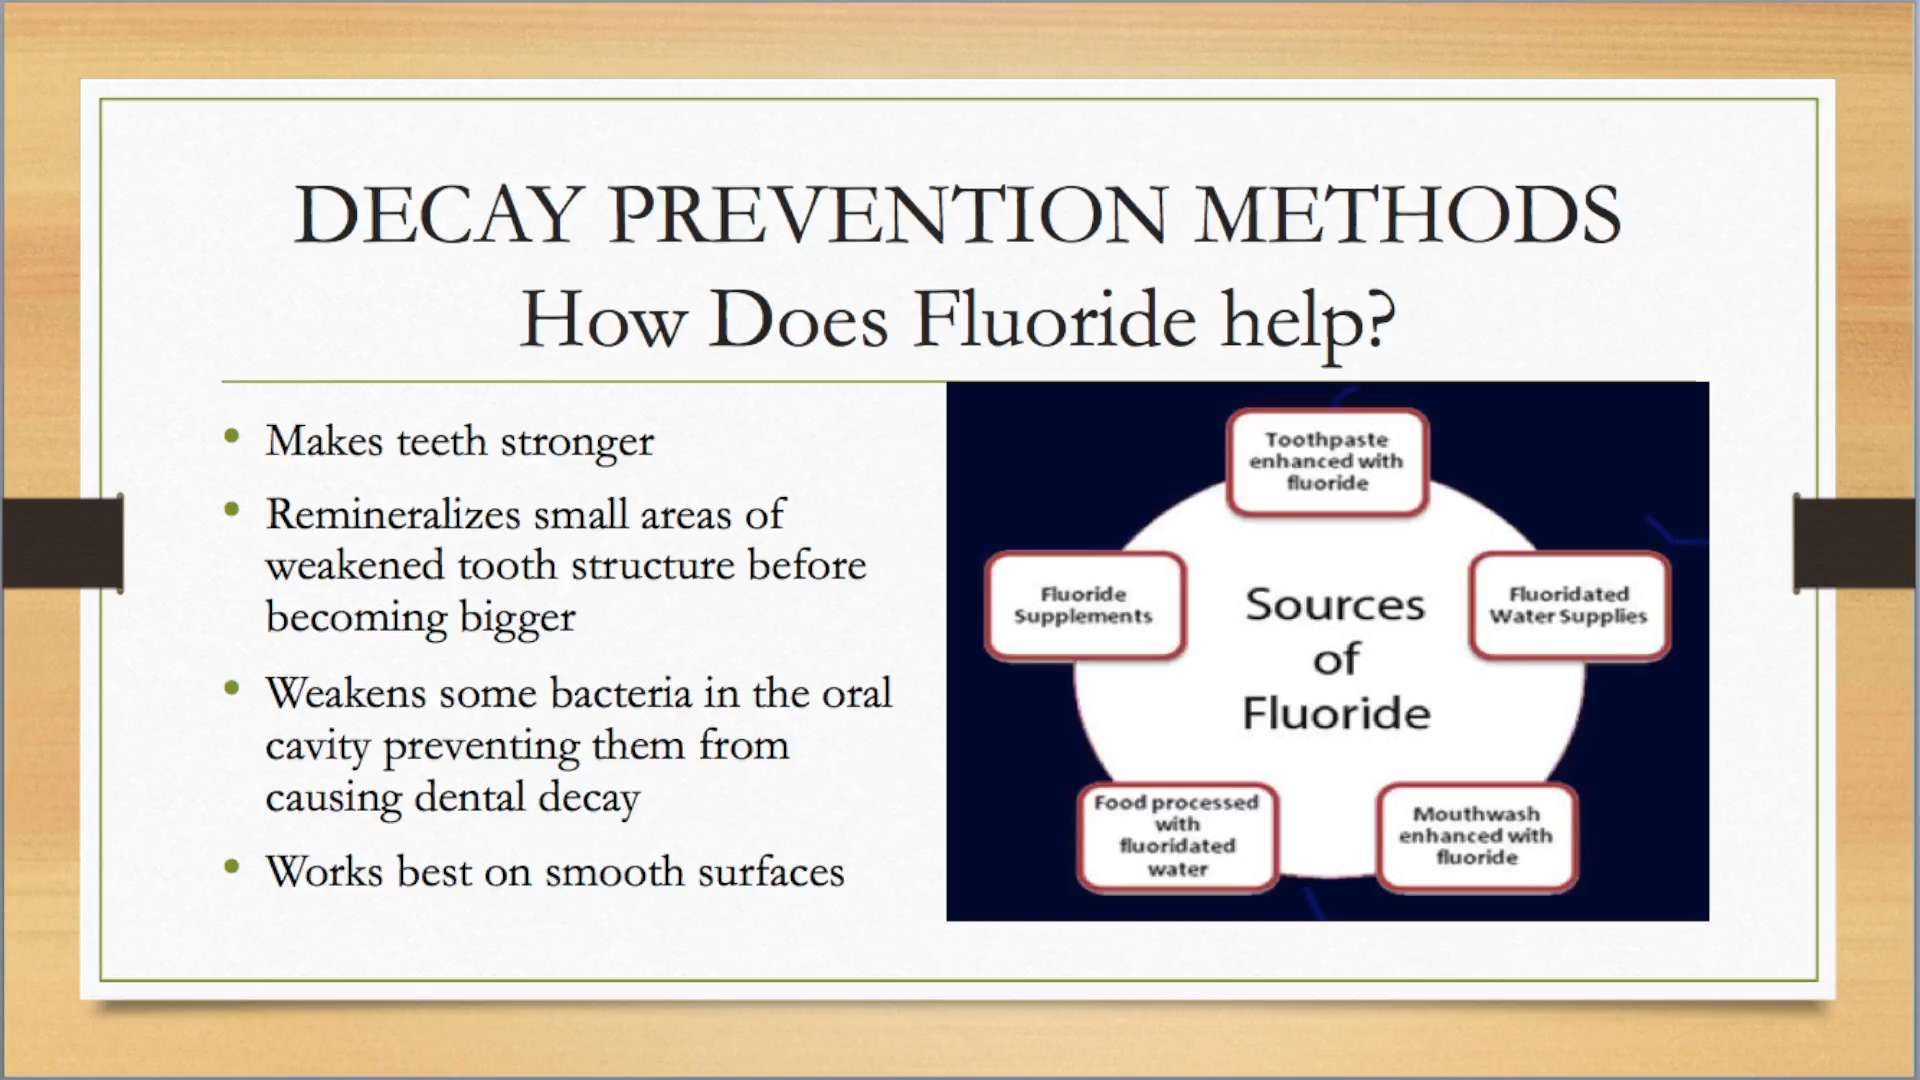 DECAY PREVENTION METHODS
How Does Fluoride help?
Makes teeth stronger
Remineralizes small areas of
weakened tooth structure before
becoming bigger
Weakens some bacteria in the oral
cavity preventing them from
causing dental decay
Works best on smooth surfaces
Toothpaste
enhanced with
fluoride
Fluoride
Supplements
Sources
of
Fluoride
Fluoridated
Water Supplies
Food processed
with
fluoridated
water
Mouthwash
enhanced with
fluoride